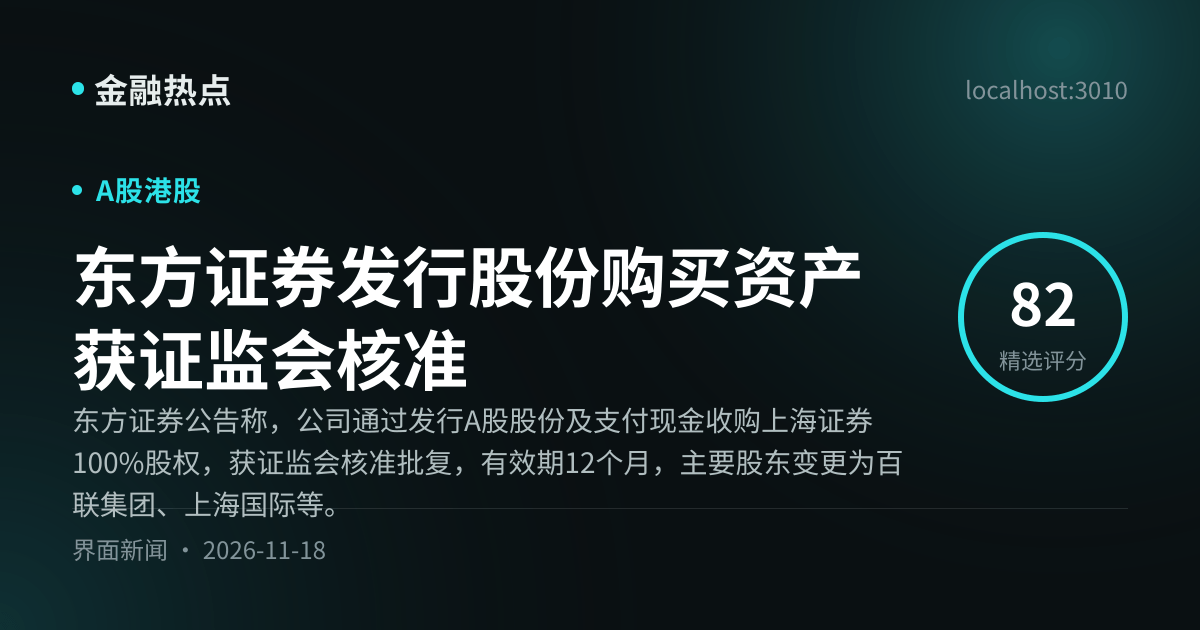 金融热点
localhost:3010
A股港股
东方证券发行股份购买资产
获证监会核准
82
精选评分
东方证券公告称，公司通过发行A股股份及支付现金收购上海证券
100%股权，获证监会核准批复，有效期12个月，主要股东变更为百
联集团、上海国际等。
界面新闻 · 2026-11-18